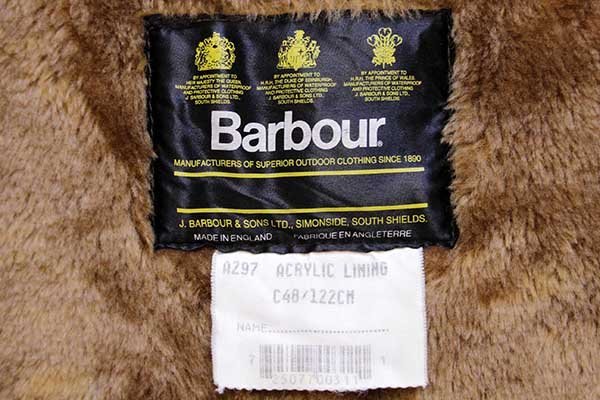 BY APPOINTMENT TO
HER MAJESTY THE QUEEN
MANUFACTURERS OF WATERPROOF
AND PROTECTIVE CLOTHING
J. BARBOUR & SONS LTD.,
SOUTH SHIELDS.
BY APPOINTMENT TO
H.R.H. THE DUKE OF EDINBURGH
MANUFACTURERS OF WATERPROOF
AND PROTECTIVE CLOTHING
J. BARBOUR & SONS LTD.,
SOUTH SHIELDS.
BY APPOINTMENT TO
H.R.H. THE PRINCE OF WALES
MANUFACTURERS OF WATERPROOF
AND PROTECTIVE CLOTHING
J. BARBOUR & SONS LTD.,
SOUTH SHIELDS.
Barbour®
MANUFACTURERS OF SUPERIOR OUTDOOR CLOTHING SINCE 1890
J. BARBOUR & SONS LTD., SIMONSIDE, SOUTH SHIELDS.
MADE IN ENGLAND FABRIQUE EN ANGLETERRE
A297 ACRYLIC LINING
C48/122CM
NAME
7 1
2507700311